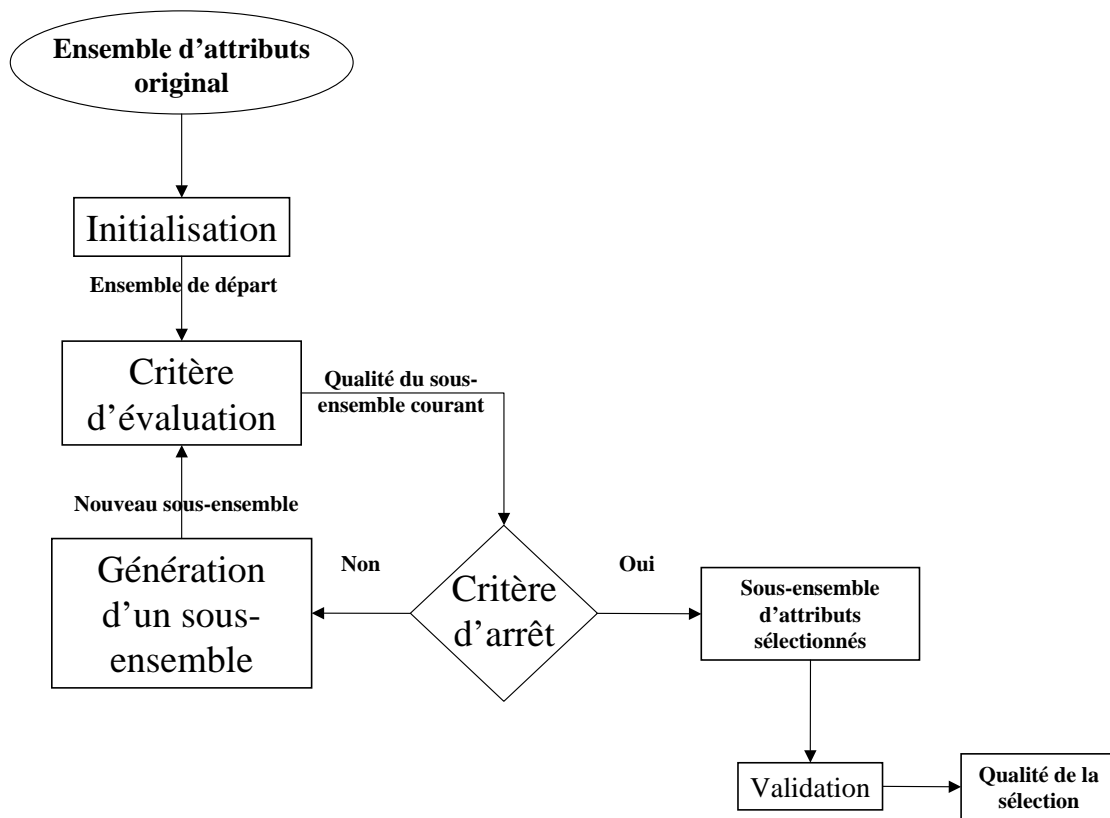 Ensemble d'attributs
original
Initialisation
Ensemble de départ
Critère
d'évaluation
Qualité du sous-
ensemble courant
Nouveau sous-ensemble
Génération
d'un sous-
ensemble
Non
Critère
d'arrêt
Oui
Sous-ensemble
d'attributs
sélectionnés
Validation
Qualité de la
sélection